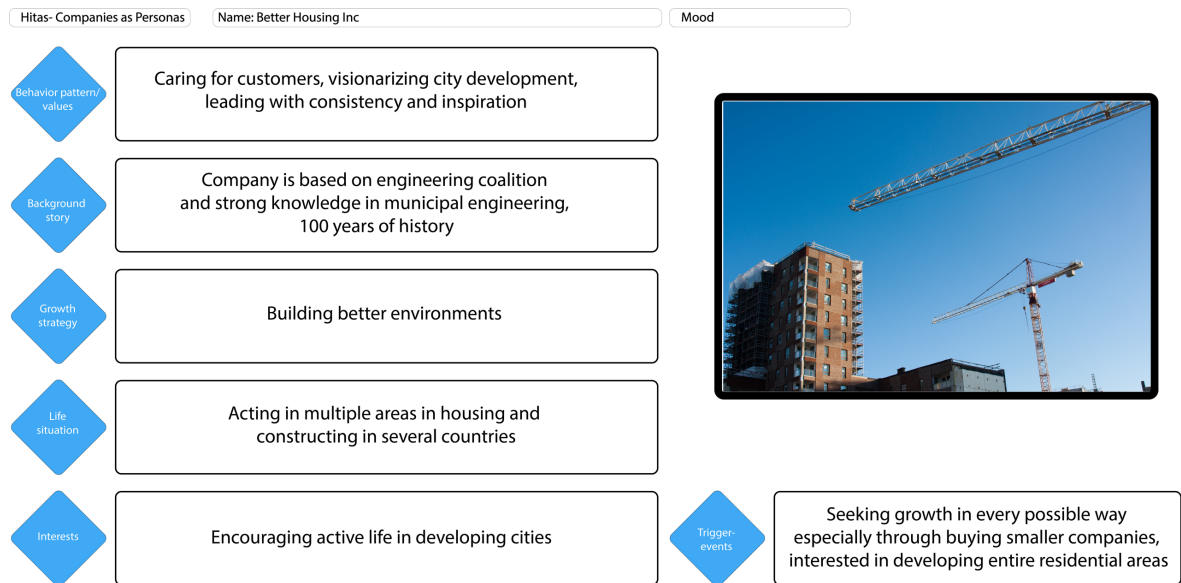 Hitas- Companies as Personas
Name: Better Housing Inc
Mood
Behavior pattern/
values
Caring for customers, visionarizing city development,
leading with consistency and inspiration
Background
story
Company is based on engineering coalition
and strong knowledge in municipal engineering,
100 years of history
Growth
strategy
Building better environments
Life
situation
Acting in multiple areas in housing and
constructing in several countries
Interests
Encouraging active life in developing cities
Trigger-
events
Seeking growth in every possible way
especially through buying smaller companies,
interested in developing entire residential areas